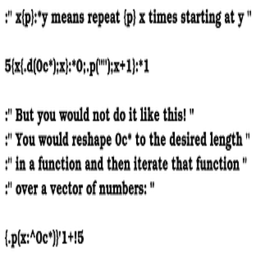 :" x{p}:*y means repeat {p} x times starting at y "
5{x{.d(0c*);x}:*0;.p("");x+1}:*1
:" But you would not do it like this! "
:" You would reshape 0c* to the desired length "
:" in a function and then iterate that function "
:" over a vector of numbers: "
{.p(x:^0c*)}'1+!5